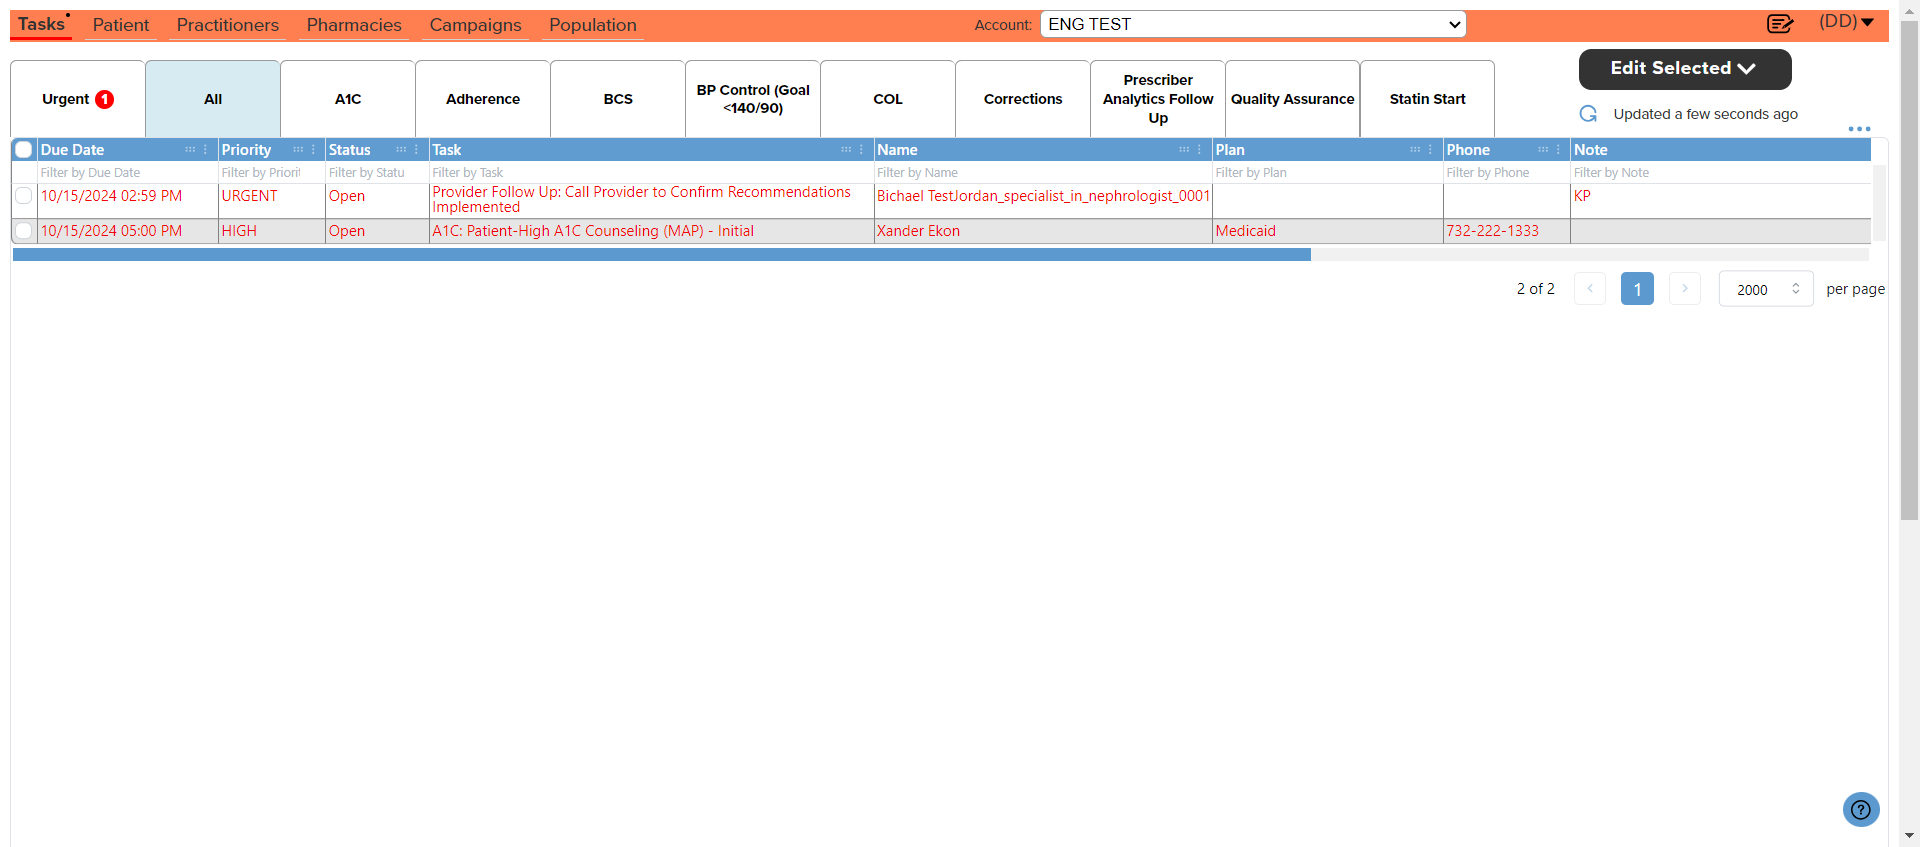 Tasks Patient Practitioners Pharmacies Campaigns Population Account: ENG TEST (DD)
Edit Selected
Urgent 1 All A1C Adherence BCS BP Control (Goal <140/90) COL Corrections Prescriber Analytics Follow Up Quality Assurance Statin Start
Updated a few seconds ago
Due Date Priority Status Task Name Plan Phone Note
Filter by Due Date Filter by Priorit Filter by Statu Filter by Task Filter by Name Filter by Plan Filter by Phone Filter by Note
10/15/2024 02:59 PM URGENT Open Provider Follow Up: Call Provider to Confirm Recommendations Implemented Bichael TestJordan_specialist_in_nephrologist_0001 KP
10/15/2024 05:00 PM HIGH Open A1C: Patient-High A1C Counseling (MAP) - Initial Xander Ekon Medicaid 732-222-1333
2 of 2 1 2000 per page